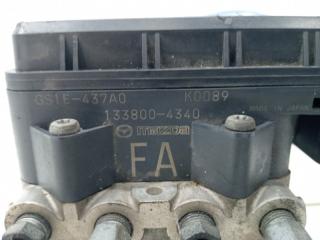 GS1E-437A0 K0089
MADE IN JAPAN
133800-4340
mazda
FA